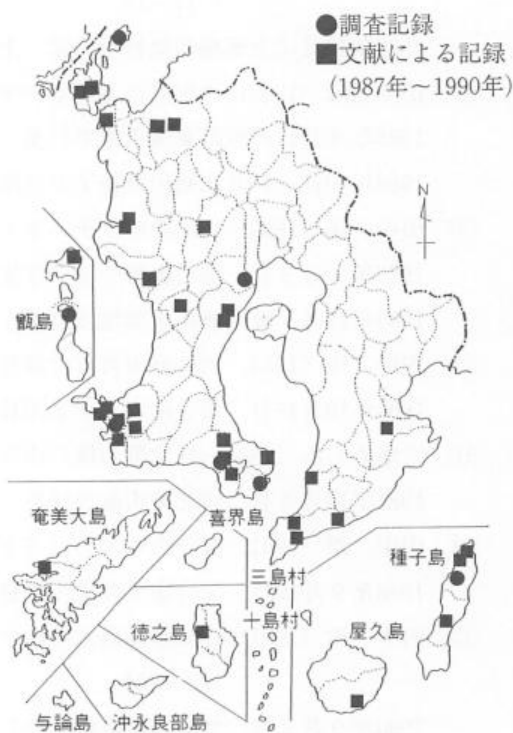 ●調査記録
■文献による記録
(1987年～1990年)
N
甑島
奄美大島
喜界島
三島村
種子島
十島村
徳之島
屋久島
与論島
沖永良部島